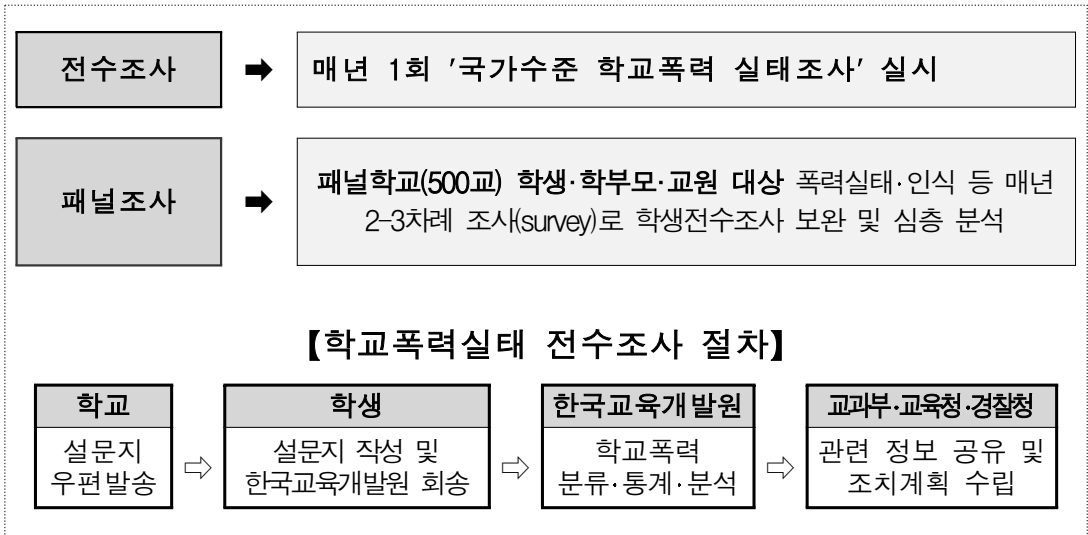 전수조사 ➡ 매년 1회 '국가수준 학교폭력 실태조사' 실시
패널조사 ➡ 패널학교(500교) 학생·학부모·교원 대상 폭력실태·인식 등 매년
2-3차례 조사(survey)로 학생전수조사 보완 및 심층 분석
【학교폭력실태 전수조사 절차】
학교
설문지
우편발송
⇨
학생
설문지 작성 및
한국교육개발원 회송
⇨
한국교육개발원
학교폭력
분류·통계·분석
⇨
교과부·교육청·경찰청
관련 정보 공유 및
조치계획 수립